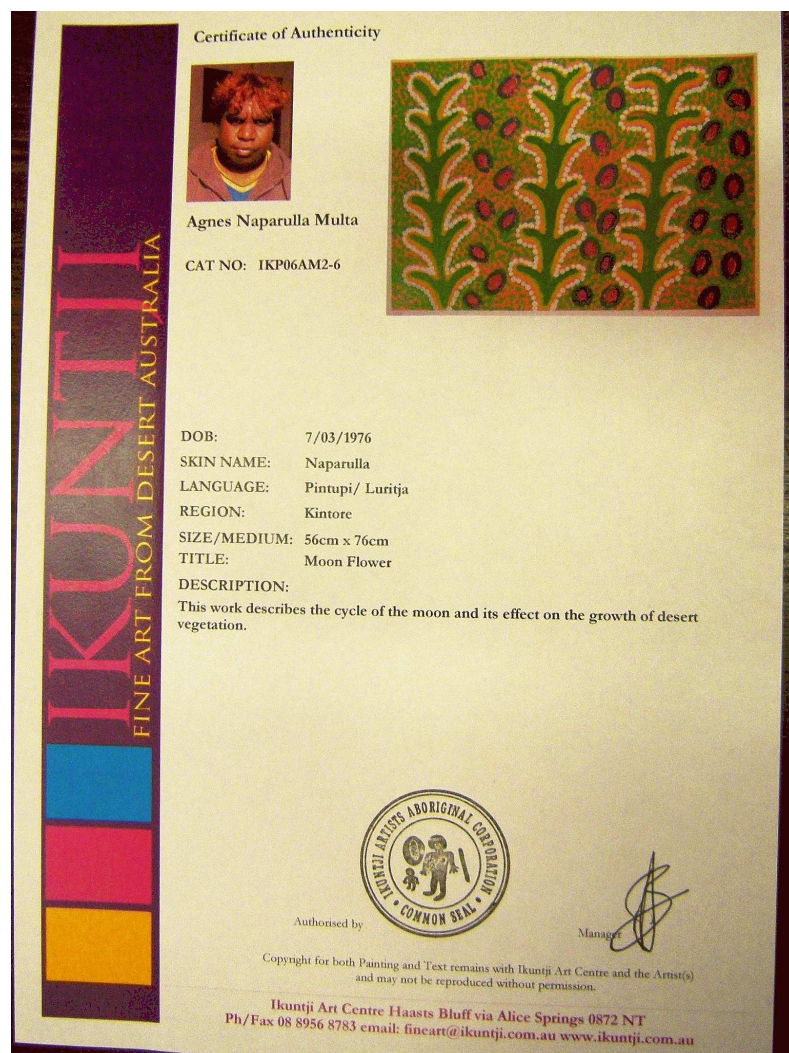 Certificate of Authenticity
Agnes Naparulla Multa
CAT NO: IKP06AM2-6
IKUNTJI
FINE ART FROM DESERT AUSTRALIA
DOB: 7/03/1976
SKIN NAME: Naparulla
LANGUAGE: Pintupi/ Luritja
REGION: Kintore
SIZE/MEDIUM: 56cm x 76cm
TITLE: Moon Flower
DESCRIPTION:
This work describes the cycle of the moon and its effect on the growth of desert
vegetation.
IKUNTJI ARTISTS ABORIGINAL CORPORATION
• COMMON SEAL •
Authorised by
Manager
Copyright for both Painting and Text remains with Ikuntji Art Centre and the Artist(s)
and may not be reproduced without permission.
Ikuntji Art Centre Haasts Bluff via Alice Springs 0872 NT
Ph/Fax 08 8956 8783 email: fineart@ikuntji.com.au www.ikuntji.com.au